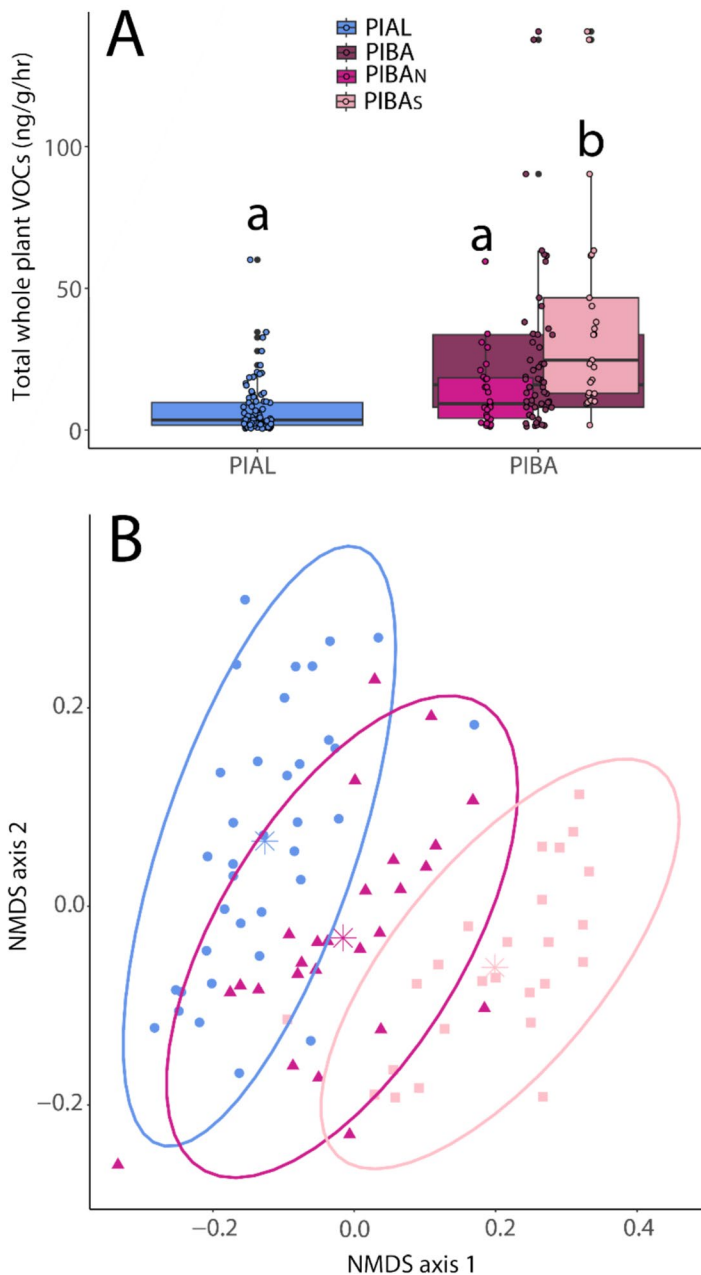 A
PIAL
PIBA
PIBAN
PIBAS
Total whole plant VOCs (ng/g/hr)
100
50
0
a
a
b
PIAL
PIBA
B
NMDS axis 2
0.2
0.0
−0.2
−0.2
0.0
0.2
0.4
NMDS axis 1